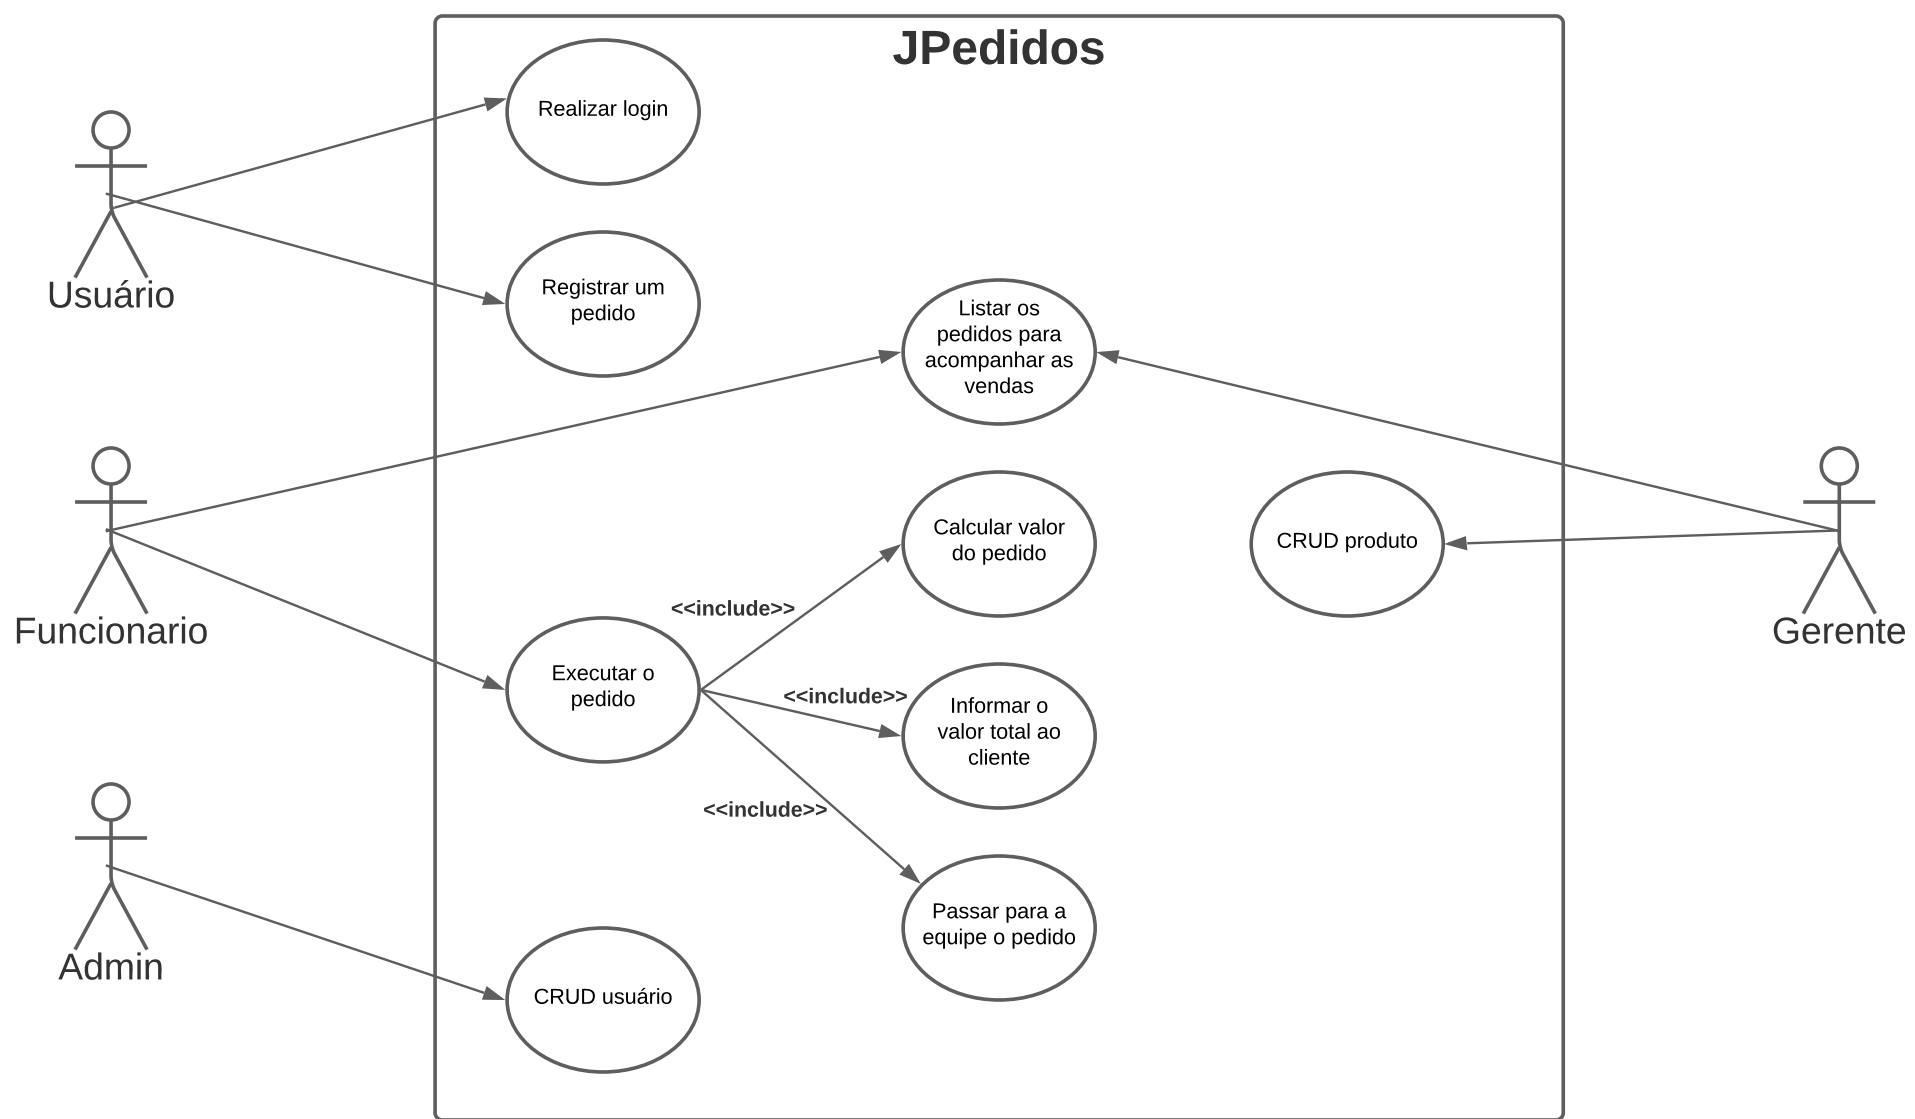 JPedidos
Realizar login
Usuário
Registrar um
pedido
Listar os
pedidos para
acompanhar as
vendas
Funcionario
Calcular valor
do pedido
CRUD produto
Gerente
<<include>>
Executar o
pedido
<<include>>
Informar o
valor total ao
cliente
<<include>>
Passar para a
equipe o pedido
Admin
CRUD usuário